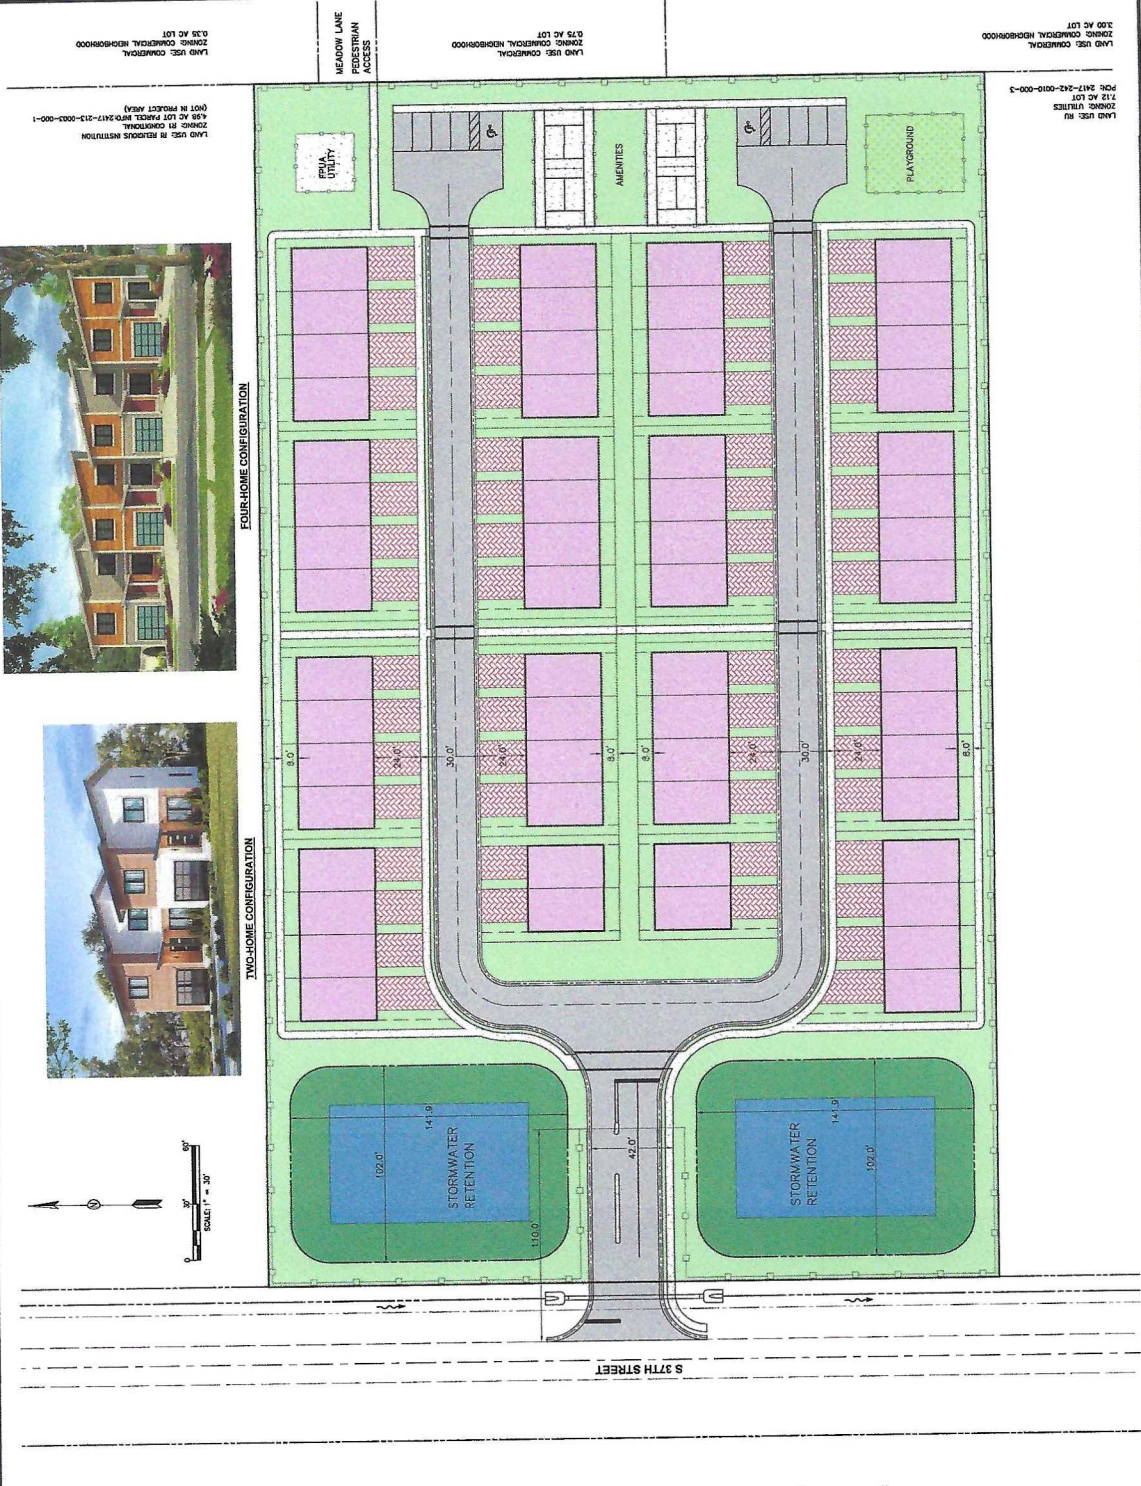 0.35 AC LOT
ZONING: COMMERCIAL NEIGHBORHOOD
LAND USE: COMMERCIAL
MEADOW LANE
PEDESTRIAN
ACCESS
0.75 AC LOT
ZONING: COMMERCIAL NEIGHBORHOOD
LAND USE: COMMERCIAL
3.00 AC LOT
ZONING: COMMERCIAL NEIGHBORHOOD
LAND USE: COMMERCIAL
LAND USE: RI RELIGIOUS INSTITUTION
ZONING: R1 CONDITIONAL
4.98 AC LOT PARCEL INFO: 2417-213-0003-000-1
(NOT IN PROJECT AREA)
LAND USE: RU
ZONING: UTILITIES
7.12 AC LOT
PCN: 2417-242-0010-000-3
FPUA
UTILITY
AMENITIES
PLAYGROUND
FOUR-HOME CONFIGURATION
TWO-HOME CONFIGURATION
8.0'
24.0'
30.0'
24.0'
8.0'
8.0'
24.0'
30.0'
24.0'
8.0'
141.9'
102.0'
STORMWATER
RETENTION
110.0'
42.0'
141.9'
102.0'
STORMWATER
RETENTION
N
0 30' 60'
SCALE: 1" = 30'
S 37TH STREET